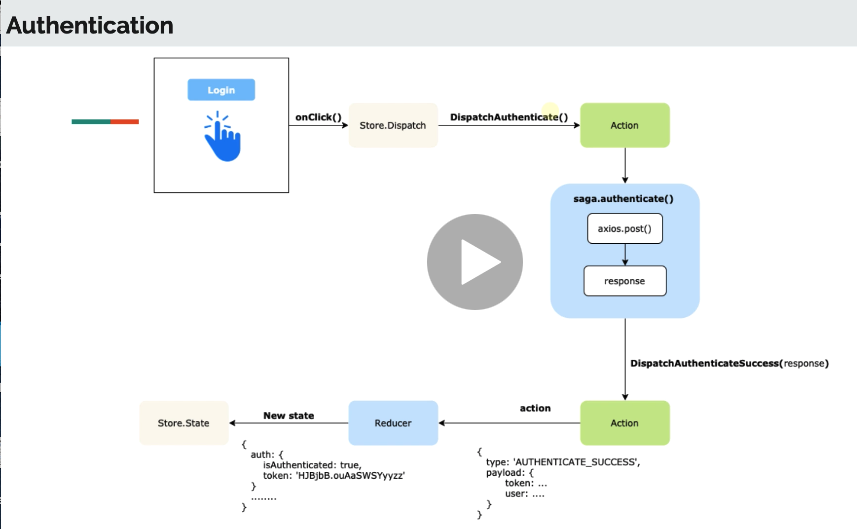 Authentication
Login
onClick()
Store.Dispatch
DispatchAuthenticate()
Action
saga.authenticate()
axios.post()
response
DispatchAuthenticateSuccess(response)
Store.State
New state
Reducer
action
Action
{
auth: {
isAuthenticated: true,
token: 'HJBjbB.ouAaSWSYyyzz'
}
........
}
{
type: 'AUTHENTICATE_SUCCESS',
payload: {
token: ...
user: ....
}
}